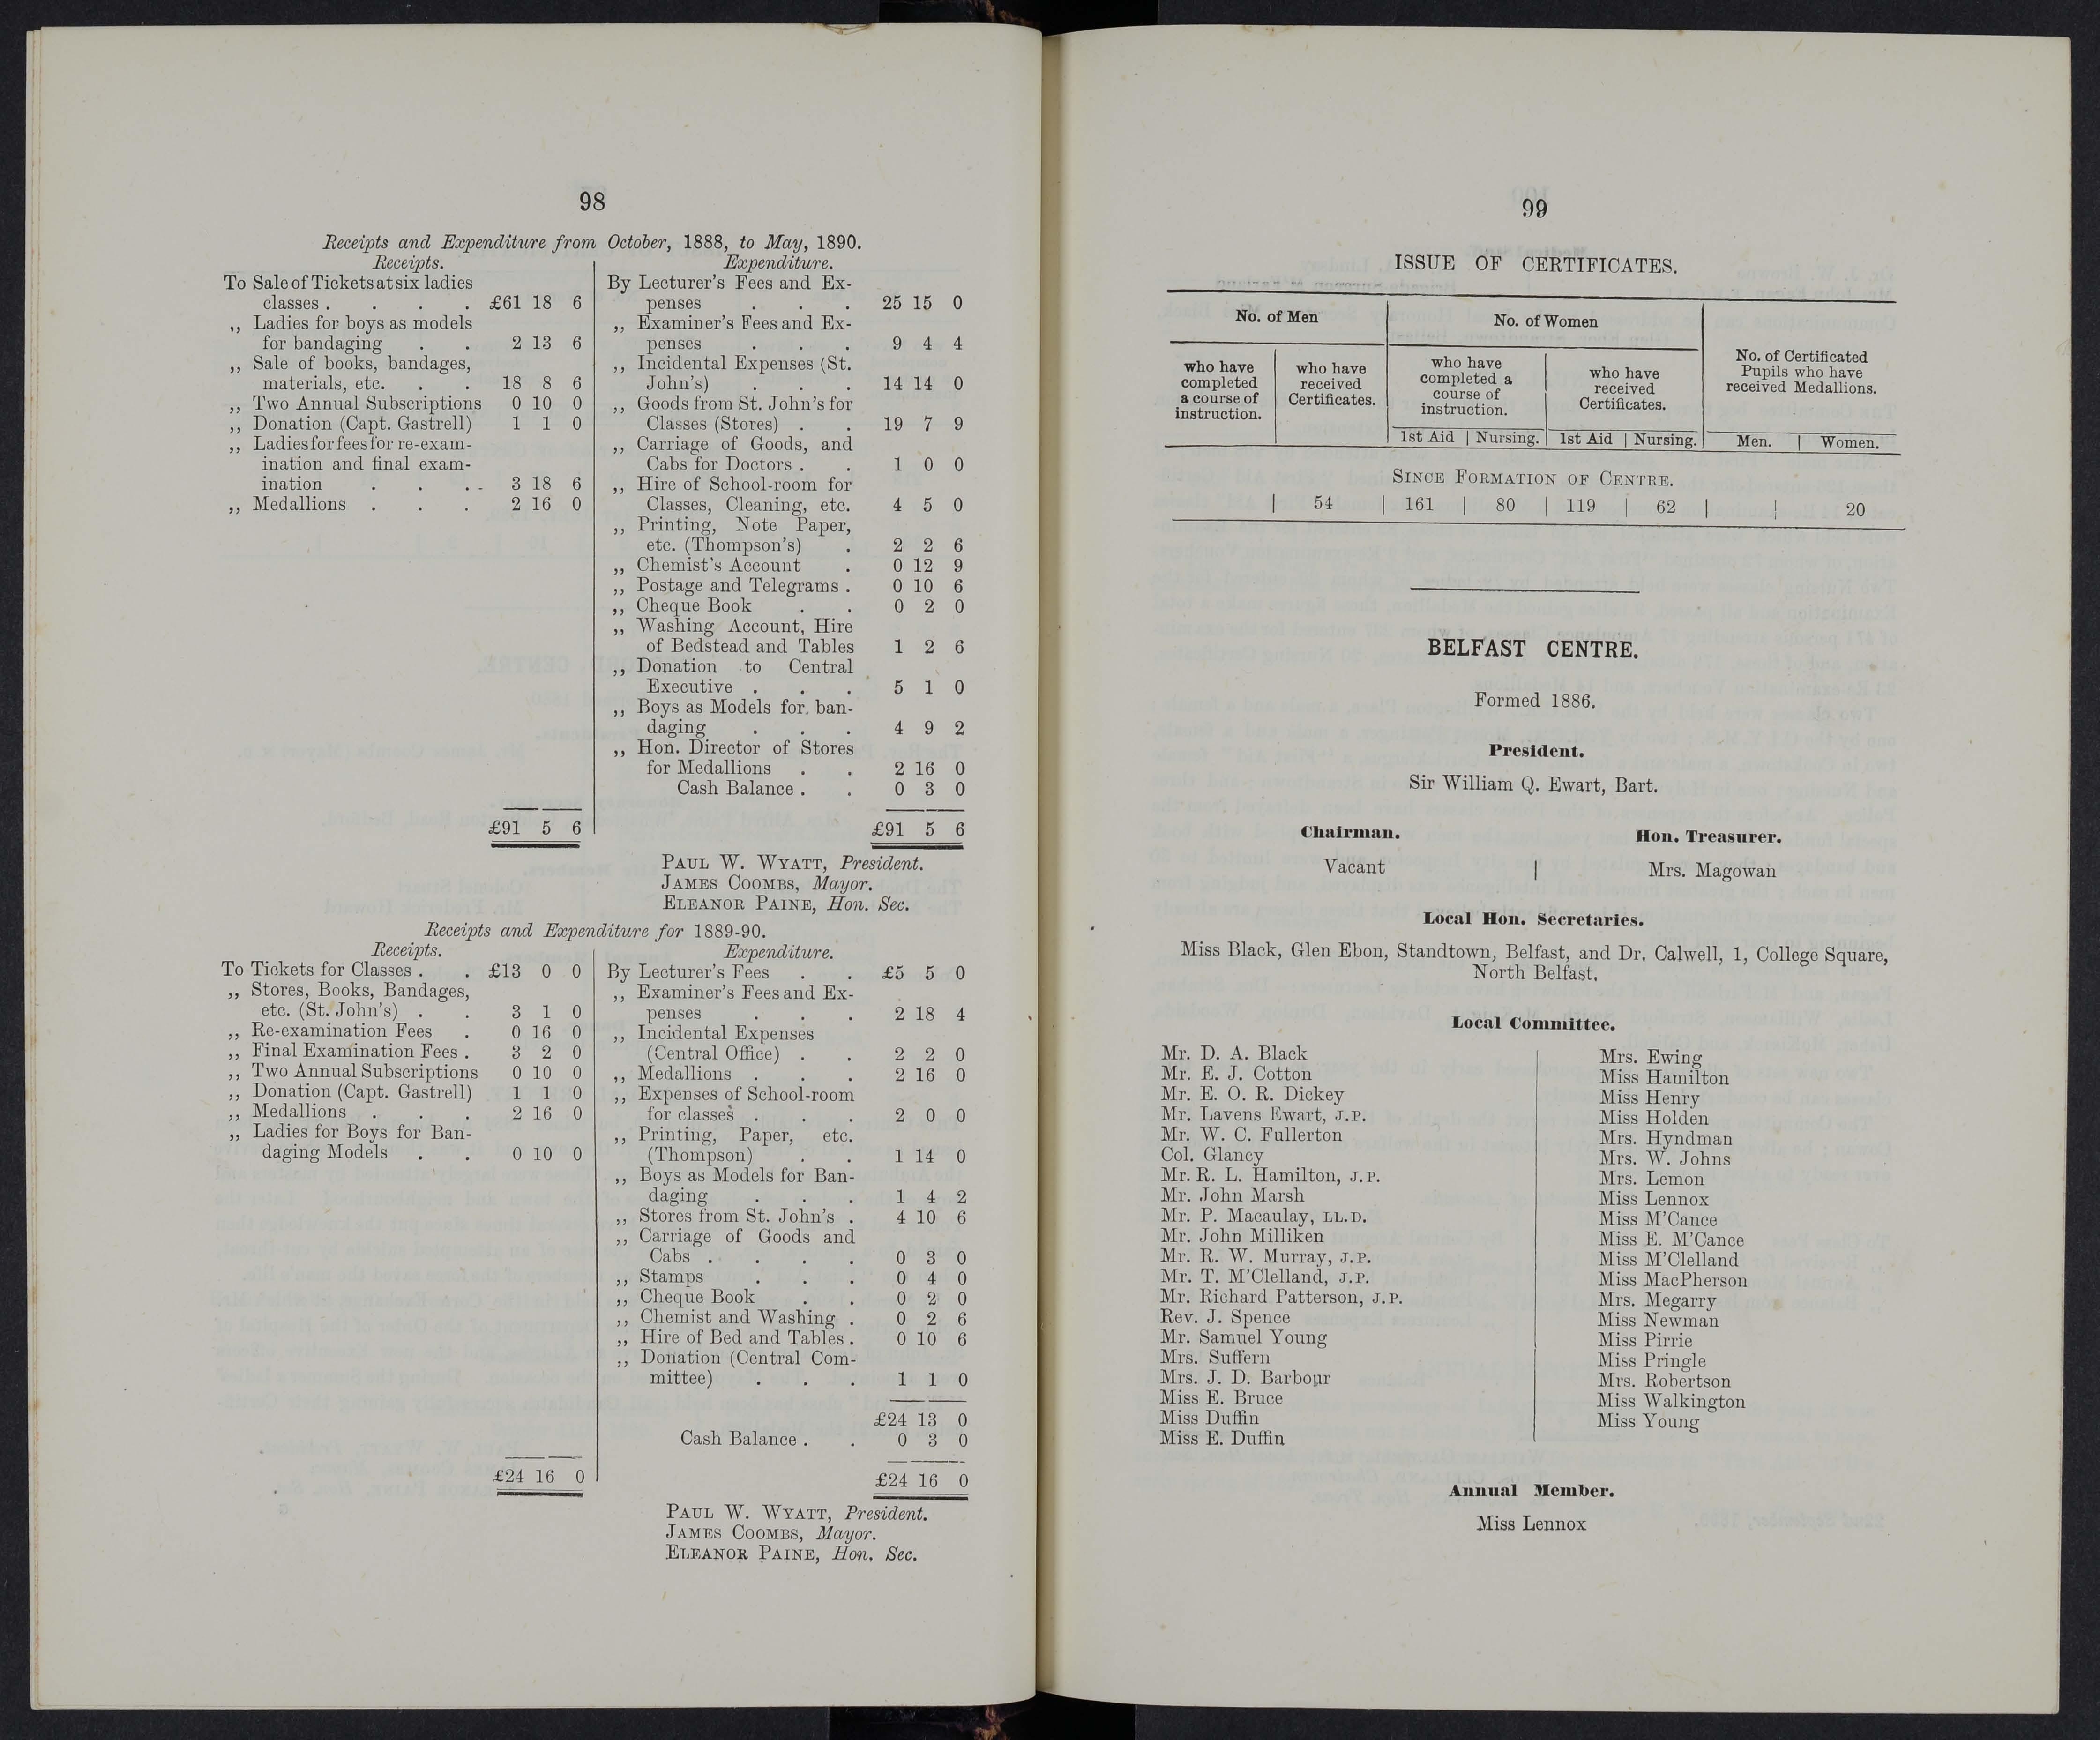 98
Receipts and Expenditure from October, 1888, to May, 1890.
Receipts.
To Sale of Tickets at six ladies
classes . . . . £61 18 6
,, Ladies for boys as models
for bandaging . . 2 13 6
,, Sale of books, bandages,
materials, etc. . . 18 8 6
,, Two Annual Subscriptions 0 10 0
,, Donation (Capt. Gastrell) 1 1 0
,, Ladies for fees for re-exam-
ination and final exam-
ination . . . . 3 18 6
,, Medallions . . . 2 16 0
£91 5 6
Expenditure.
By Lecturer's Fees and Ex-
penses . . . 25 15 0
,, Examiner's Fees and Ex-
penses . . . 9 4 4
,, Incidental Expenses (St.
John's) . . . 14 14 0
,, Goods from St. John's for
Classes (Stores) . . 19 7 9
,, Carriage of Goods, and
Cabs for Doctors . . 1 0 0
,, Hire of School-room for
Classes, Cleaning, etc. 4 5 0
,, Printing, Note Paper,
etc. (Thompson's) . 2 2 6
,, Chemist's Account . 0 12 9
,, Postage and Telegrams . 0 10 6
,, Cheque Book . . 0 2 0
,, Washing Account, Hire
of Bedstead and Tables 1 2 6
,, Donation to Central
Executive . . . 5 1 0
,, Boys as Models for. ban-
daging . . . 4 9 2
,, Hon. Director of Stores
for Medallions . . 2 16 0
Cash Balance . . 0 3 0
£91 5 6
PAUL W. WYATT, President.
JAMES COOMBS, Mayor.
ELEANOR PAINE, Hon. Sec.
Receipts and Expenditure for 1889-90.
Receipts.
To Tickets for Classes . . £13 0 0
,, Stores, Books, Bandages,
etc. (St. John's) . . 3 1 0
,, Re-examination Fees . 0 16 0
,, Final Examination Fees . 3 2 0
,, Two Annual Subscriptions 0 10 0
,, Donation (Capt. Gastrell) 1 1 0
,, Medallions . . . 2 16 0
,, Ladies for Boys for Ban-
daging Models . . 0 10 0
£24 16 0
Expenditure.
By Lecturer's Fees . . £5 5 0
,, Examiner's Fees and Ex-
penses . . . 2 18 4
,, Incidental Expenses
(Central Office) . . 2 2 0
,, Medallions . . . 2 16 0
,, Expenses of School-room
for classes . . . 2 0 0
,, Printing, Paper, etc.
(Thompson) . . 1 14 0
,, Boys as Models for Ban-
daging . . . 1 4 2
,, Stores from St. John's . 4 10 6
,, Carriage of Goods and
Cabs . . . . 0 3 0
,, Stamps . . . 0 4 0
,, Cheque Book . . 0 2 0
,, Chemist and Washing . 0 2 6
,, Hire of Bed and Tables . 0 10 6
,, Donation (Central Com-
mittee) . . . 1 1 0
£24 13 0
Cash Balance . . 0 3 0
£24 16 0
PAUL W. WYATT, President.
JAMES COOMBS, Mayor.
ELEANOR PAINE, Hon. Sec.
99
ISSUE OF CERTIFICATES.
No. of Men
No. of Women
No. of Certificated
Pupils who have
received Medallions.
who have
completed
a course of
instruction.
who have
received
Certificates.
who have
completed a
course of
instruction.
who have
received
Certificates.
1st Aid | Nursing. | 1st Aid | Nursing. Men. | Women.
SINCE FORMATION OF CENTRE.
| 54 | 161 | 80 | 119 | 62 | | 20
BELFAST CENTRE.
Formed 1886.
President.
Sir William Q. Ewart, Bart.
Chairman.
Vacant
Hon. Treasurer.
Mrs. Magowan
Local Hon. Secretaries.
Miss Black, Glen Ebon, Standtown, Belfast, and Dr. Calwell, 1, College Square,
North Belfast.
Local Committee.
Mr. D. A. Black
Mr. E. J. Cotton
Mr. E. O. R. Dickey
Mr. Lavens Ewart, J.P.
Mr. W. C. Fullerton
Col. Glancy
Mr. R. L. Hamilton, J.P.
Mr. John Marsh
Mr. P. Macaulay, LL.D.
Mr. John Milliken
Mr. R. W. Murray, J.P.
Mr. T. M'Clelland, J.P.
Mr. Richard Patterson, J.P.
Rev. J. Spence
Mr. Samuel Young
Mrs. Suffern
Mrs. J. D. Barbour
Miss E. Bruce
Miss Duffin
Miss E. Duffin
Mrs. Ewing
Miss Hamilton
Miss Henry
Miss Holden
Mrs. Hyndman
Mrs. W. Johns
Mrs. Lemon
Miss Lennox
Miss M'Cance
Miss E. M'Cance
Miss M'Clelland
Miss MacPherson
Mrs. Megarry
Miss Newman
Miss Pirrie
Miss Pringle
Mrs. Robertson
Miss Walkington
Miss Young
Annual Member.
Miss Lennox